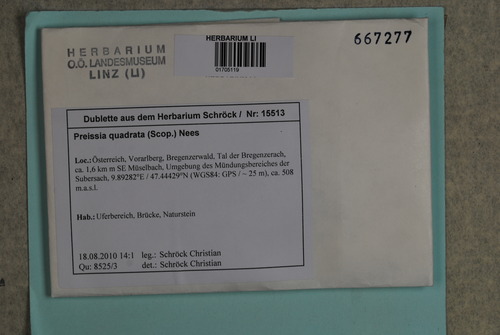 HERBARIUM
O.Ö. LANDESMUSEUM
LINZ (LI)
HERBARIUM LI
01705119
667277
Dublette aus dem Herbarium Schröck / Nr: 15513
Preissia quadrata (Scop.) Nees
Loc.: Österreich, Vorarlberg, Bregenzerwald, Tal der Bregenzerach,
ca. 1,6 km m SE Müselbach, Umgebung des Mündungsbereiches der
Subersach, 9.89282°E / 47.44429°N (WGS84: GPS / ~ 25 m), ca. 508
m.a.s.l.
Hab.: Uferbereich, Brücke, Naturstein
18.08.2010 14:1 leg.: Schröck Christian
Qu: 8525/3 det.: Schröck Christian